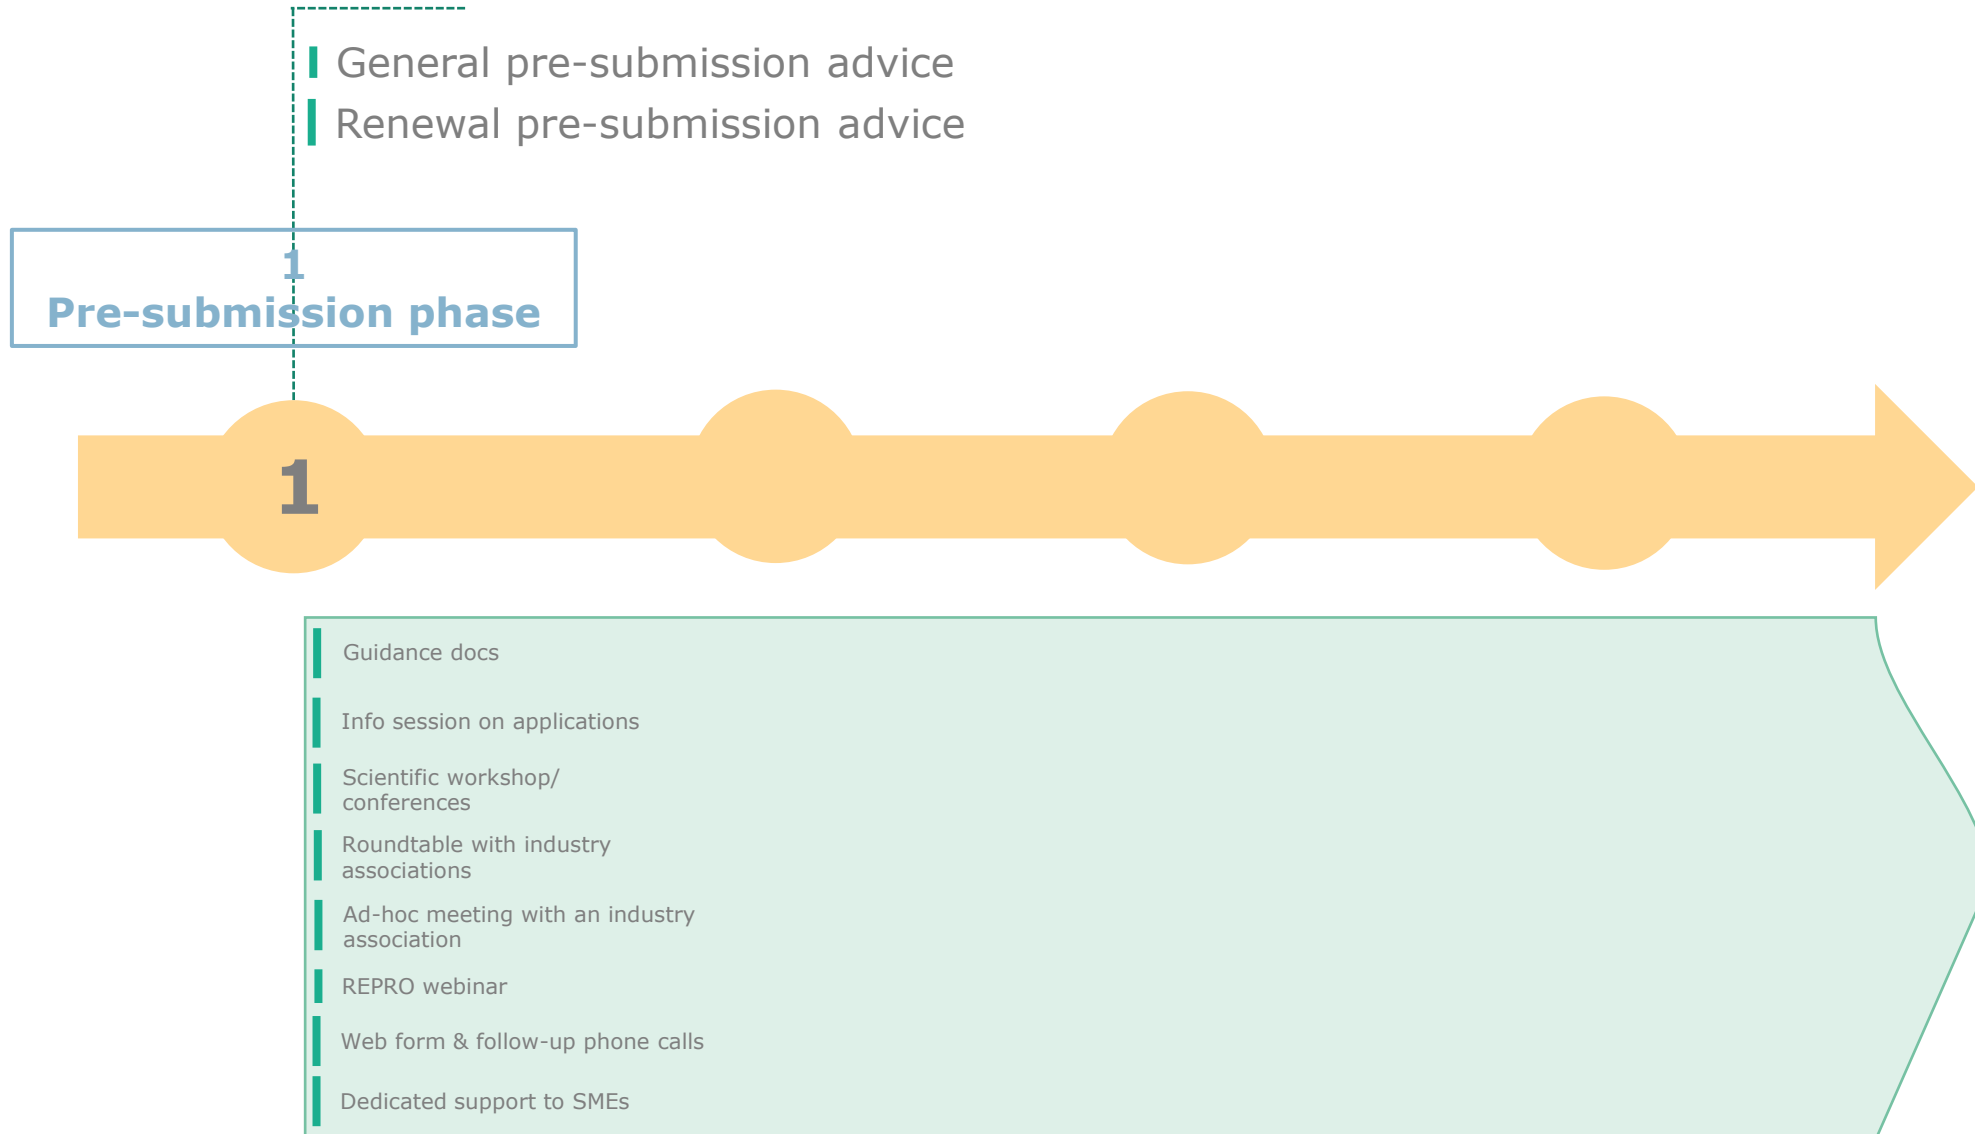 General pre-submission advice
Renewal pre-submission advice
1
Pre-submission phase
1
Guidance docs
Info session on applications
Scientific workshop/
conferences
Roundtable with industry
associations
Ad-hoc meeting with an industry
association
REPRO webinar
Web form & follow-up phone calls
Dedicated support to SMEs